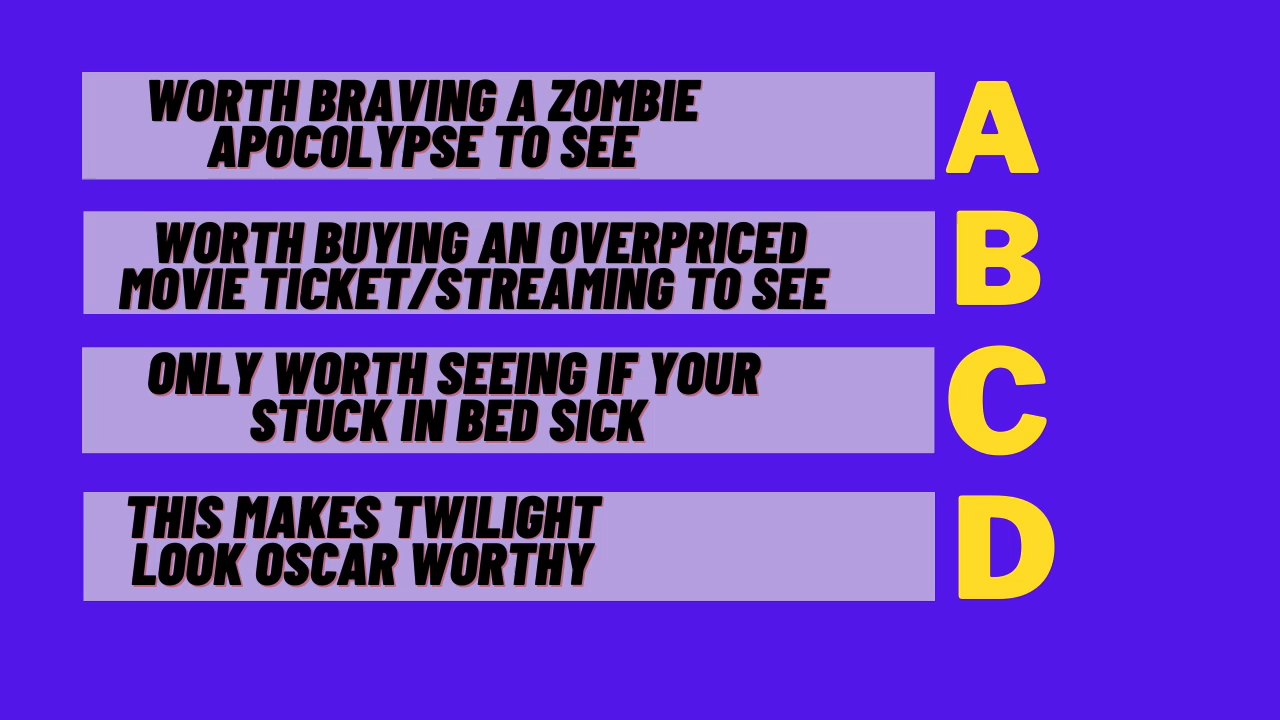 WORTH BRAVING A ZOMBIE
APOCOLYPSE TO SEE
A
WORTH BUYING AN OVERPRICED
MOVIE TICKET/STREAMING TO SEE
B
ONLY WORTH SEEING IF YOUR
STUCK IN BED SICK
C
THIS MAKES TWILIGHT
LOOK OSCAR WORTHY
D